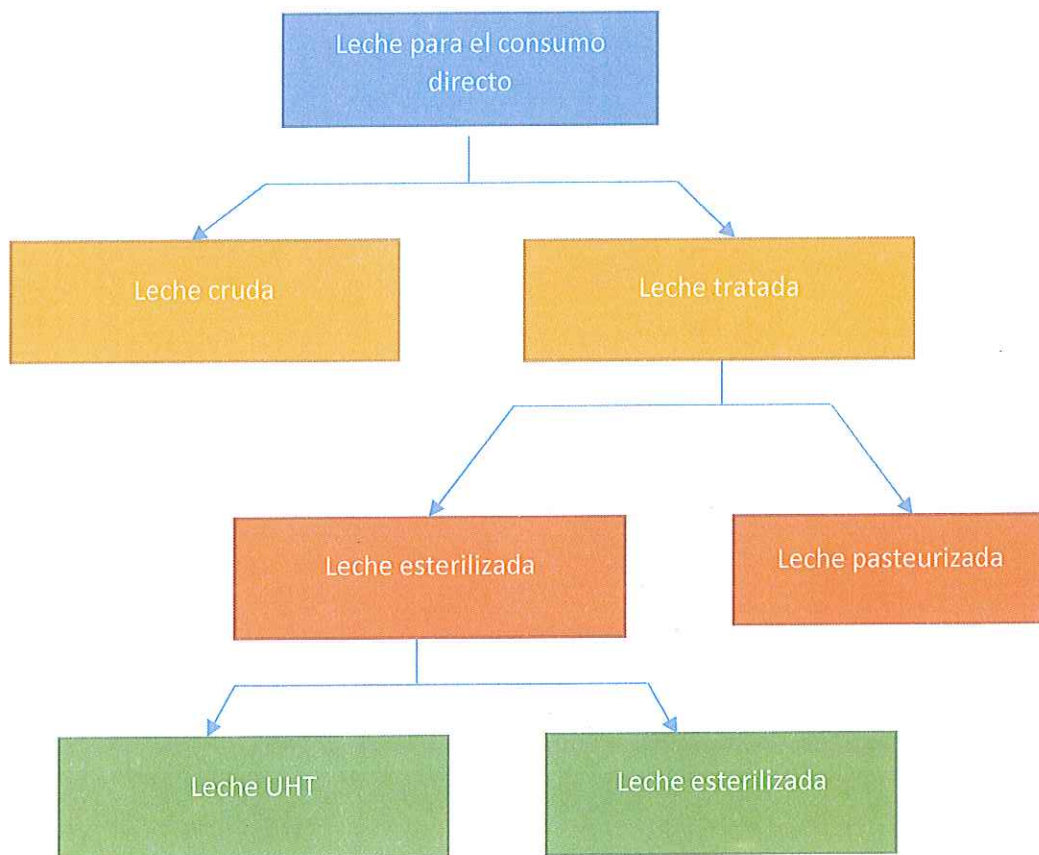 Leche para el consumo
directo
Leche cruda
Leche tratada
Leche esterilizada
Leche pasteurizada
Leche UHT
Leche esterilizada